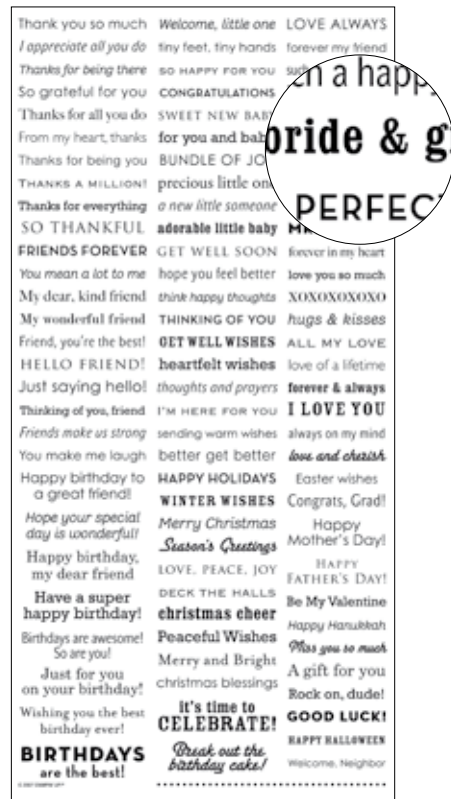 Thank you so much
I appreciate all you do
Thanks for being there
So grateful for you
Thanks for all you do
From my heart, thanks
Thanks for being you
THANKS A MILLION!
Thanks for everything
SO THANKFUL
FRIENDS FOREVER
You mean a lot to me
My dear, kind friend
My wonderful friend
Friend, you're the best!
HELLO FRIEND!
Just saying hello!
Thinking of you, friend
Friends make us strong
You make me laugh
Happy birthday to
a great friend!
Hope your special
day is wonderful!
Happy birthday,
my dear friend
Have a super
happy birthday!
Birthdays are awesome!
So are you!
Just for you
on your birthday!
Wishing you the best
birthday ever!
BIRTHDAYS
are the best!
Welcome, little one
tiny feet, tiny hands
SO HAPPY FOR YOU
CONGRATULATIONS
SWEET NEW BABY
for you and baby
BUNDLE OF JO
precious little one
a new little someone
adorable little baby
GET WELL SOON
hope you feel better
think happy thoughts
THINKING OF YOU
GET WELL WISHES
heartfelt wishes
thoughts and prayers
I'M HERE FOR YOU
sending warm wishes
better get better
HAPPY HOLIDAYS
WINTER WISHES
Merry Christmas
Season's Greetings
LOVE, PEACE, JOY
DECK THE HALLS
christmas cheer
Peaceful Wishes
Merry and Bright
christmas blessings
it's time to
CELEBRATE!
Break out the
birthday cake!
LOVE ALWAYS
forever my friend
such a happy
bride & g
PERFECT
forever in my heart
love you so much
XOXOXOXOXO
hugs & kisses
ALL MY LOVE
love of a lifetime
forever & always
I LOVE YOU
always on my mind
love and cherish
Easter wishes
Congrats, Grad!
Happy
Mother's Day!
HAPPY
FATHER'S DAY!
Be My Valentine
Happy Hanukkah
Miss you so much
A gift for you
Rock on, dude!
GOOD LUCK!
HAPPY HALLOWEEN
Welcome, Neighbor